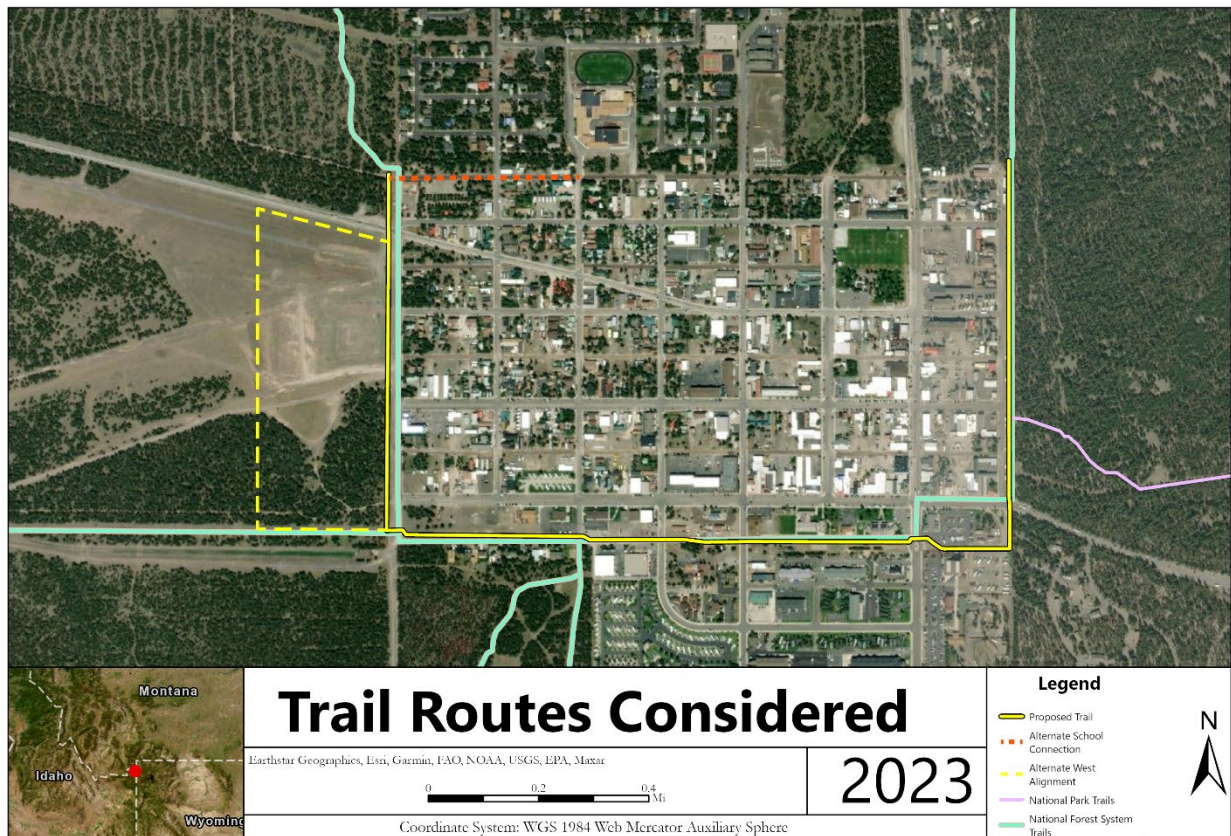 Montana
Idaho
Wyoming
Trail Routes Considered
Earthstar Geographics, Esri, Garmin, FAO, NOAA, USGS, EPA, Maxar
0 0.2 0.4
Mi
Coordinate System: WGS 1984 Web Mercator Auxiliary Sphere
2023
Legend
Proposed Trail
Alternate School
Connection
Alternate West
Alignment
National Park Trails
National Forest System
Trails
N